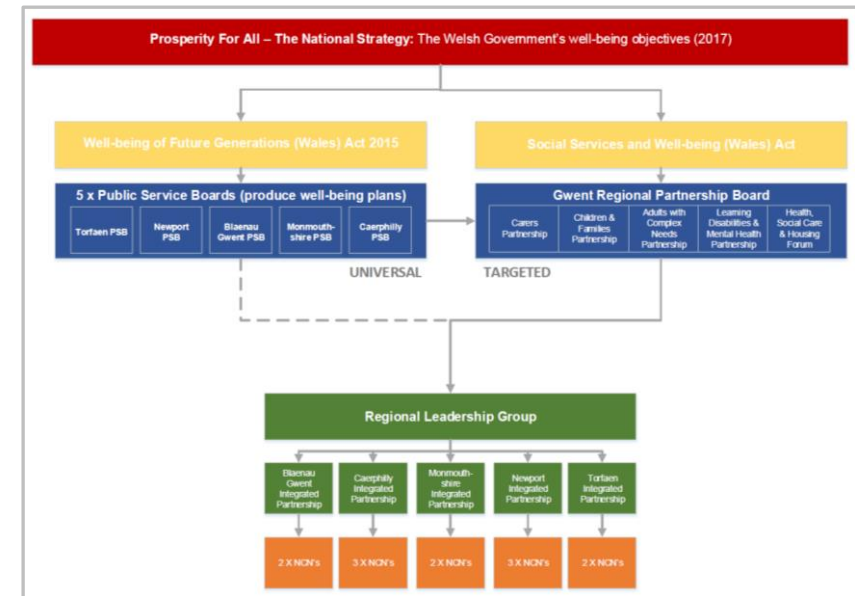 Prosperity For All – The National Strategy: The Welsh Government's well-being objectives (2017)
Well-being of Future Generations (Wales) Act 2015
Social Services and Well-being (Wales) Act
5 x Public Service Boards (produce well-being plans)
Torfaen PSB
Newport
PSB
Blaenau
Gwent PSB
Monmouth-
shire PSB
Caerphilly
PSB
Gwent Regional Partnership Board
Carers
Partnership
Children &
Families
Partnership
Adults with
Complex
Needs
Partnership
Learning
Disabilities &
Mental Health
Partnership
Health,
Social Care
& Housing
Forum
UNIVERSAL
TARGETED
Regional Leadership Group
Blaenau
Gwent
Integrated
Partnership
Caerphilly
Integrated
Partnership
Monmouth-
shire
Integrated
Partnership
Newport
Integrated
Partnership
Torfaen
Integrated
Partnership
2 X NCN's
3 X NCN's
2 X NCN's
3 X NCN's
2 X NCN's